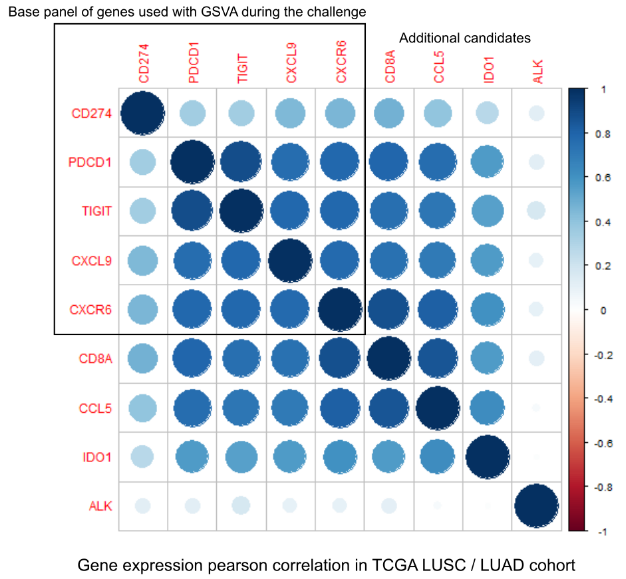 Base panel of genes used with GSVA during the challenge
Additional candidates
CD274
PDCD1
TIGIT
CXCL9
CXCR6
CD8A
CCL5
IDO1
ALK
CD274
PDCD1
TIGIT
CXCL9
CXCR6
CD8A
CCL5
IDO1
ALK
1
0.8
0.6
0.4
0.2
0
-0.2
-0.4
-0.6
-0.8
-1
Gene expression pearson correlation in TCGA LUSC / LUAD cohort